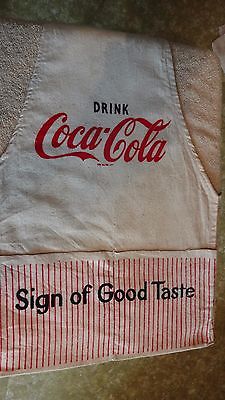 DRINK
Coca-Cola
Sign of Good Taste